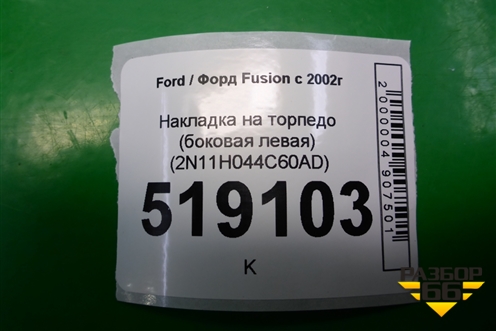 Ford / Форд Fusion с 2002г
Накладка на торпедо
(боковая левая)
(2N11H044C60AD)
519103
К
2000004907501
РАЗБОР
66